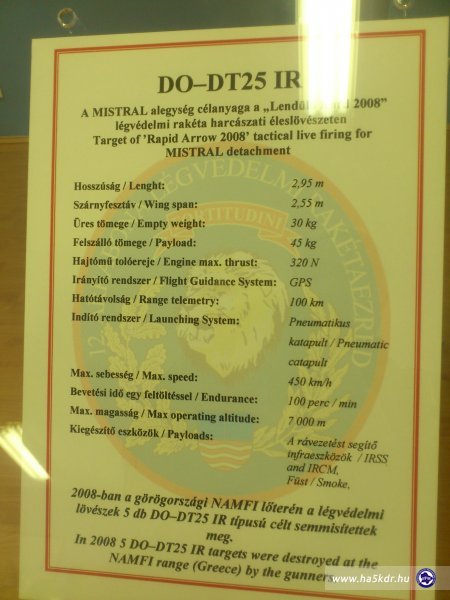 DO–DT25 IR
A MISTRAL alegység célanyaga a „Lendül 2008”
légvédelmi rakéta harcászati éleslövészeten
Target of ’Rapid Arrow 2008’ tactical live firing for
MISTRAL detachment
Hosszúság / Lenght: 2,95 m
Szárnyfesztáv / Wing span: 2,55 m
Üres tömege / Empty weight: 30 kg
Felszálló tömege / Payload: 45 kg
Hajtómű tolóereje / Engine max. thrust: 320 N
Irányító rendszer / Flight Guidance System: GPS
Hatótávolság / Range telemetry: 100 km
Indító rendszer / Launching System: Pneumatikus
katapult / Pneumatic
catapult
Max. sebesség / Max. speed: 450 km/h
Bevetési idő egy feltöltéssel / Endurance: 100 perc / min
Max. magasság / Max operating altitude: 7 000 m
Kiegészítő eszközök / Payloads: A rávezetést segítő
infraeszközök / IRSS
and IRCM,
Füst / Smoke,
2008-ban a görögországi NAMFI lőterén a légvédelmi
lövészek 5 db DO–DT25 IR típusú célt semmisítettek
meg.
In 2008 5 DO–DT25 IR targets were destroyed at the
NAMFI range (Greece) by the gunners
12. LÉGVÉDELMI RAKÉTAEZRED
www.ha5kdr.hu